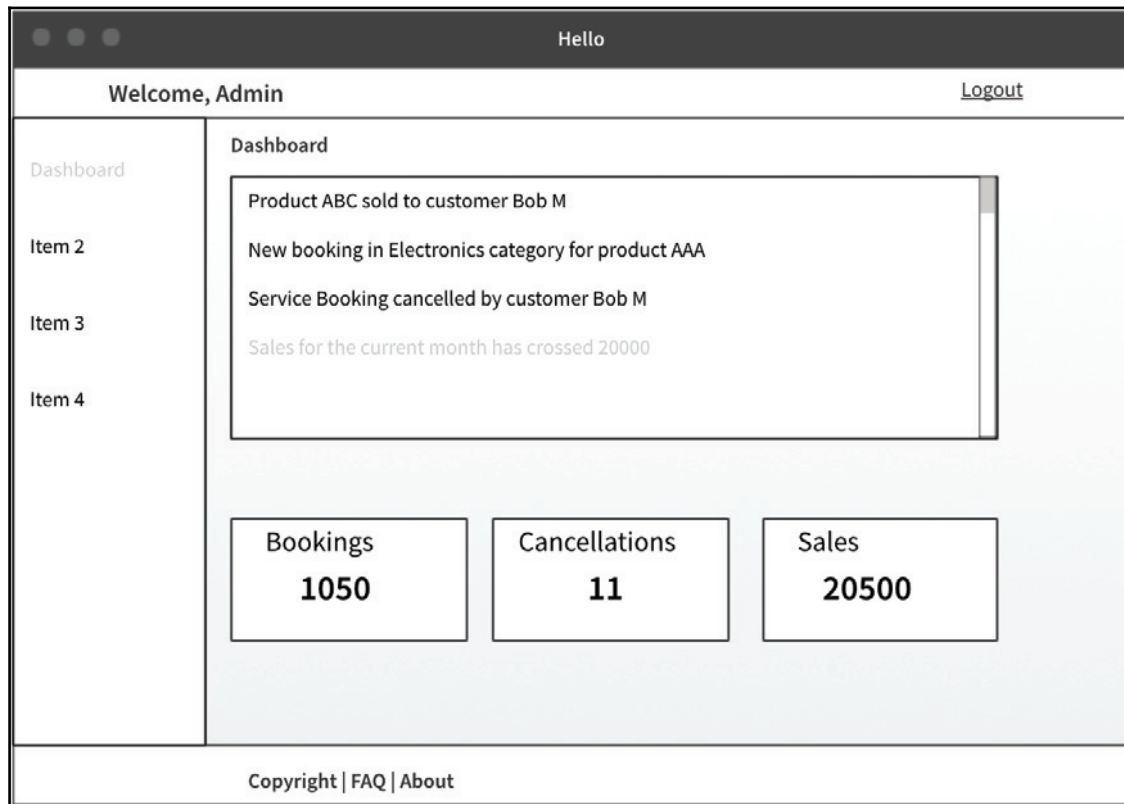 Hello
Welcome, Admin
Logout
Dashboard
Item 2
Item 3
Item 4
Dashboard
Product ABC sold to customer Bob M
New booking in Electronics category for product AAA
Service Booking cancelled by customer Bob M
Sales for the current month has crossed 20000
Bookings
1050
Cancellations
11
Sales
20500
Copyright | FAQ | About